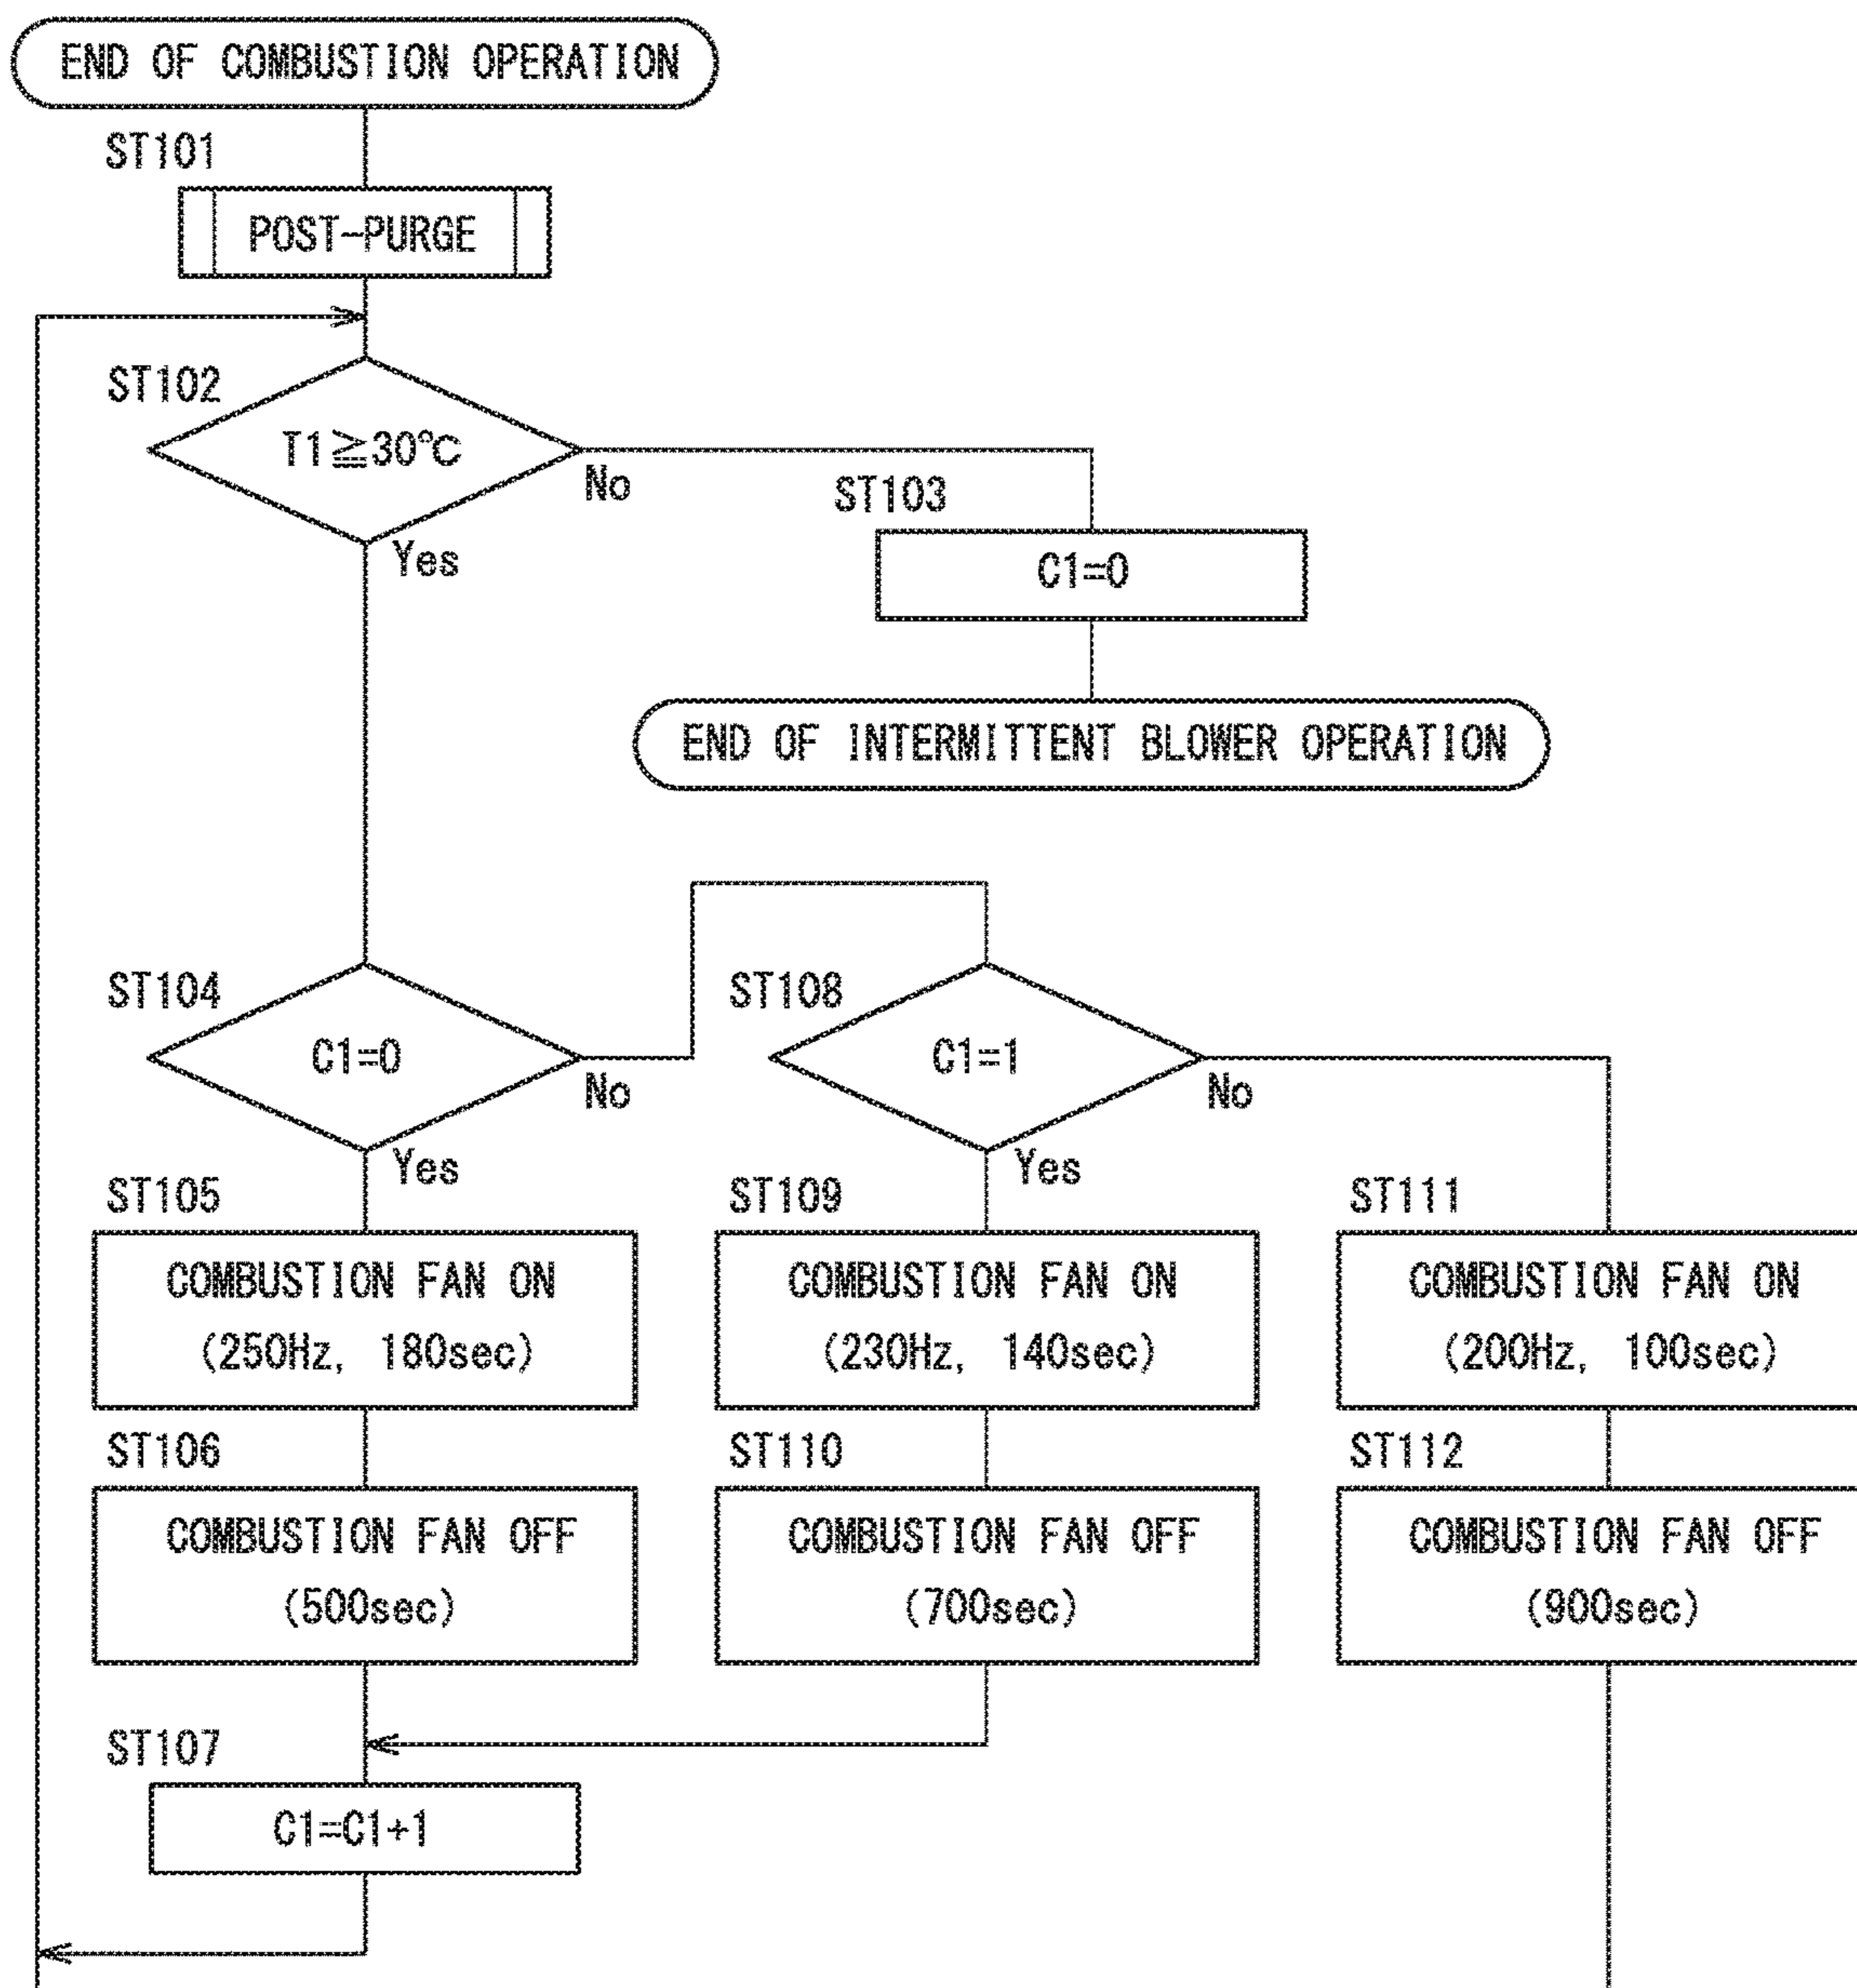 END OF COMBUSTION OPERATION
ST101
POST-PURGE
ST102
T1≧30℃
No
Yes
ST103
C1=0
END OF INTERMITTENT BLOWER OPERATION
ST104
C1=0
No
Yes
ST108
C1=1
No
Yes
ST105
COMBUSTION FAN ON
(250Hz, 180sec)
ST109
COMBUSTION FAN ON
(230Hz, 140sec)
ST111
COMBUSTION FAN ON
(200Hz, 100sec)
ST106
COMBUSTION FAN OFF
(500sec)
ST110
COMBUSTION FAN OFF
(700sec)
ST112
COMBUSTION FAN OFF
(900sec)
ST107
C1=C1+1